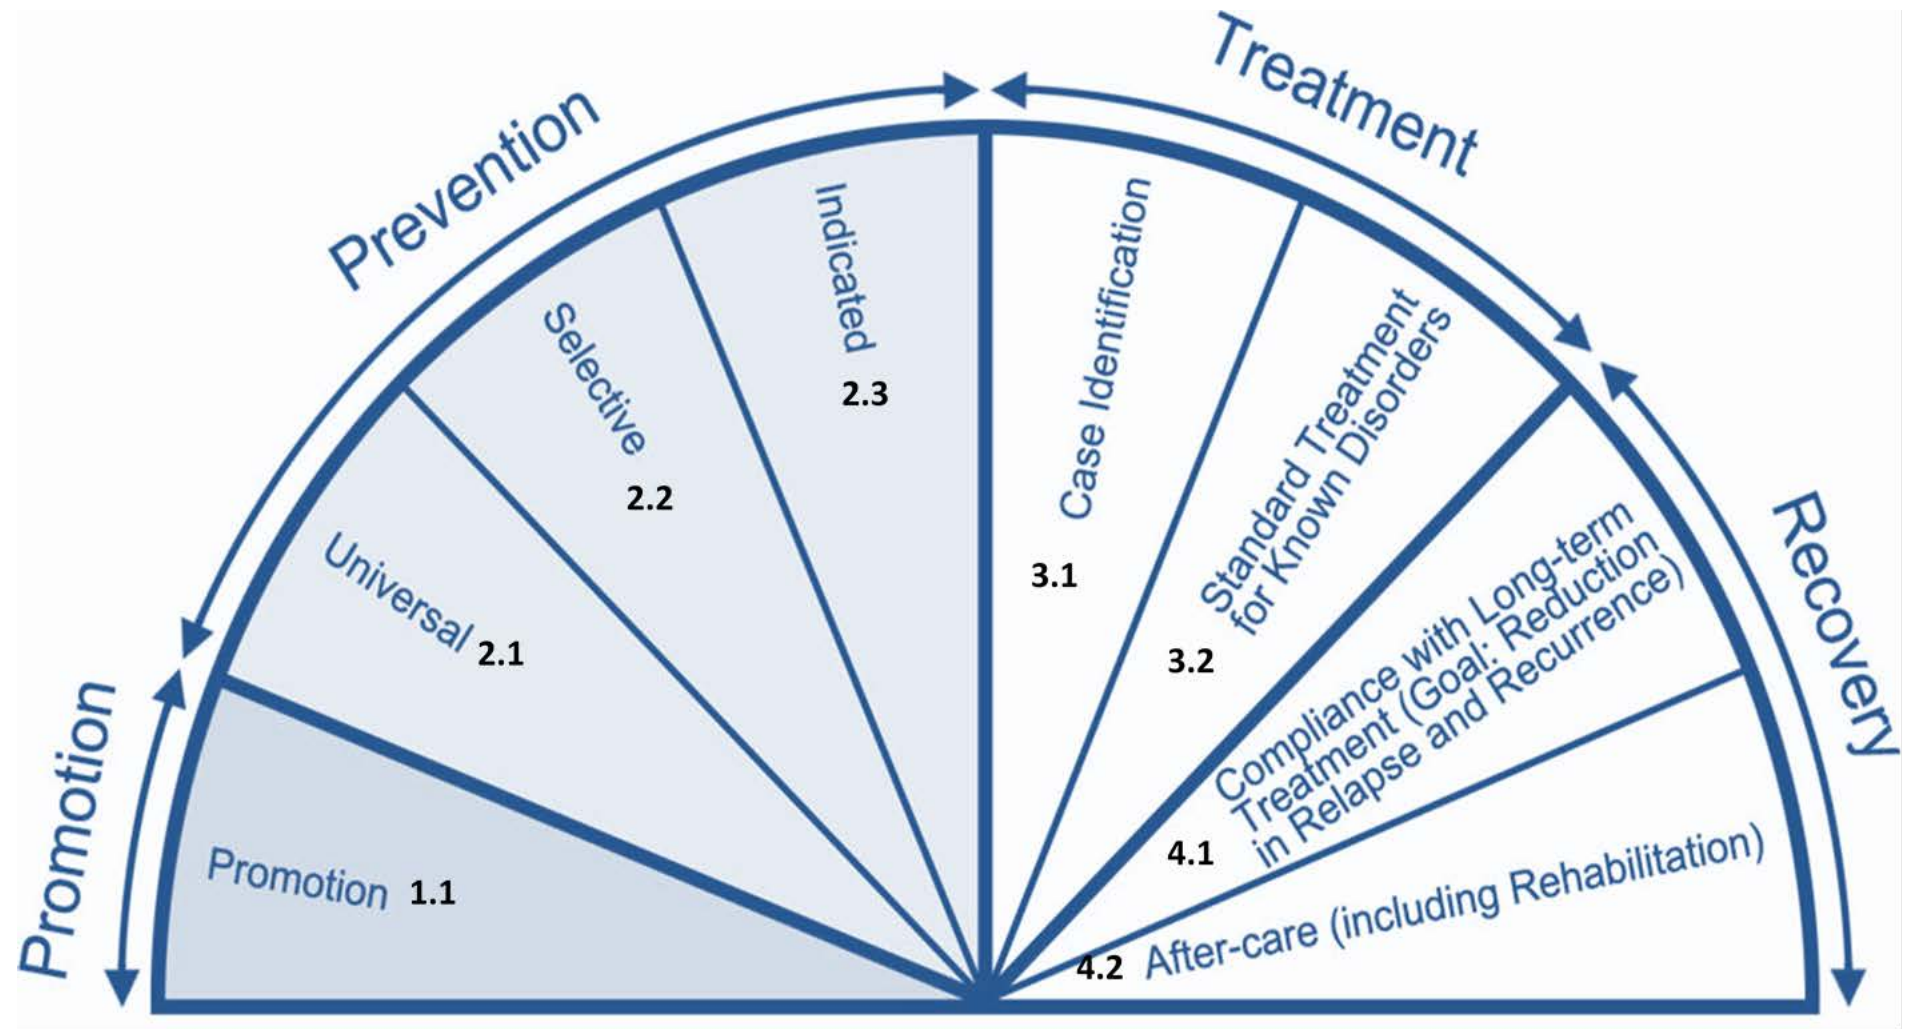 Promotion
Prevention
Treatment
Recovery
Promotion 1.1
Universal 2.1
Selective
2.2
Indicated
2.3
Case Identification
3.1
Standard Treatment
for Known Disorders
3.2
Compliance with Long-term
Treatment (Goal: Reduction
in Relapse and Recurrence)
4.1
After-care (including Rehabilitation)
4.2